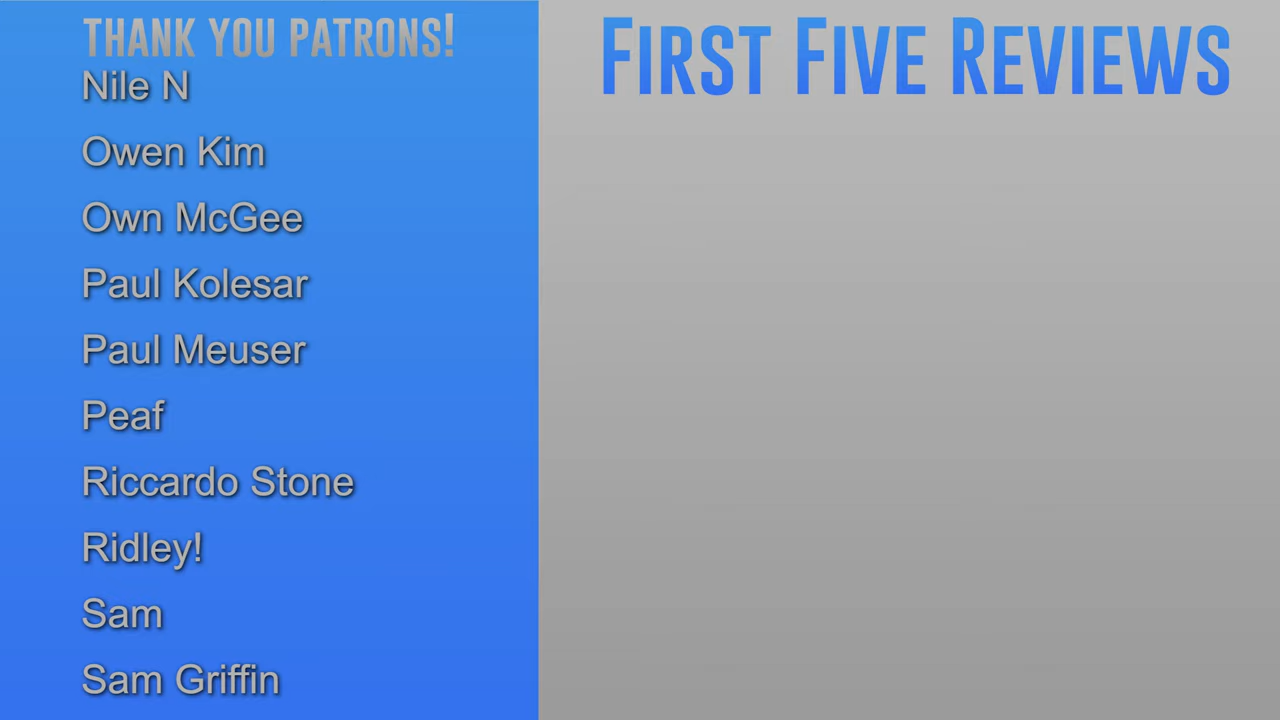 THANK YOU PATRONS!
Nile N
Owen Kim
Own McGee
Paul Kolesar
Paul Meuser
Peaf
Riccardo Stone
Ridley!
Sam
Sam Griffin
FIRST FIVE REVIEWS